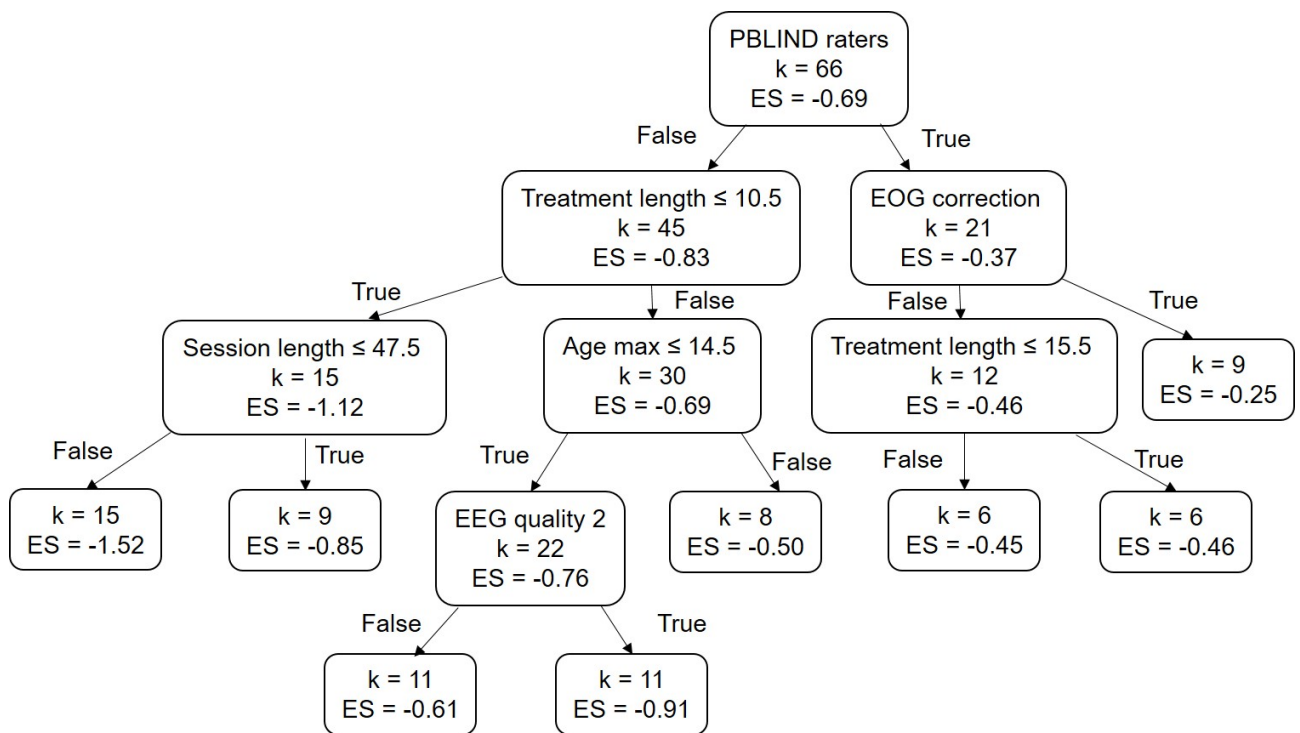 PBLIND raters
k = 66
ES = -0.69
False
True
Treatment length ≤ 10.5
k = 45
ES = -0.83
EOG correction
k = 21
ES = -0.37
True
False
False
True
Session length ≤ 47.5
k = 15
ES = -1.12
Age max ≤ 14.5
k = 30
ES = -0.69
Treatment length ≤ 15.5
k = 12
ES = -0.46
k = 9
ES = -0.25
False
True
True
False
False
True
k = 15
ES = -1.52
k = 9
ES = -0.85
EEG quality 2
k = 22
ES = -0.76
k = 8
ES = -0.50
k = 6
ES = -0.45
k = 6
ES = -0.46
False
True
k = 11
ES = -0.61
k = 11
ES = -0.91